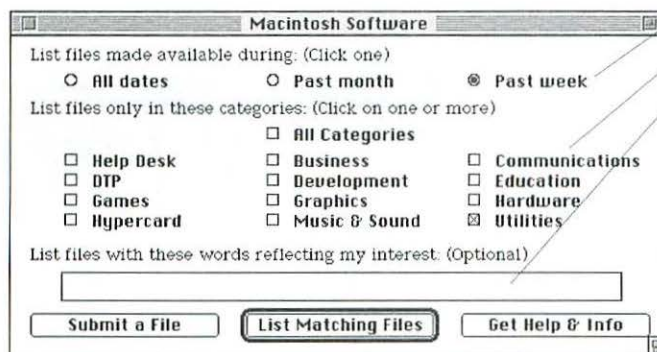 Macintosh Software
List files made available during: (Click one)
All dates Past month Past week
List files only in these categories: (Click on one or more)
All Categories
Help Desk Business Communications
DTP Development Education
Games Graphics Hardware
Hypercard Music & Sound Utilities
List files with these words reflecting my interest: (Optional)
Submit a File List Matching Files Get Help & Info